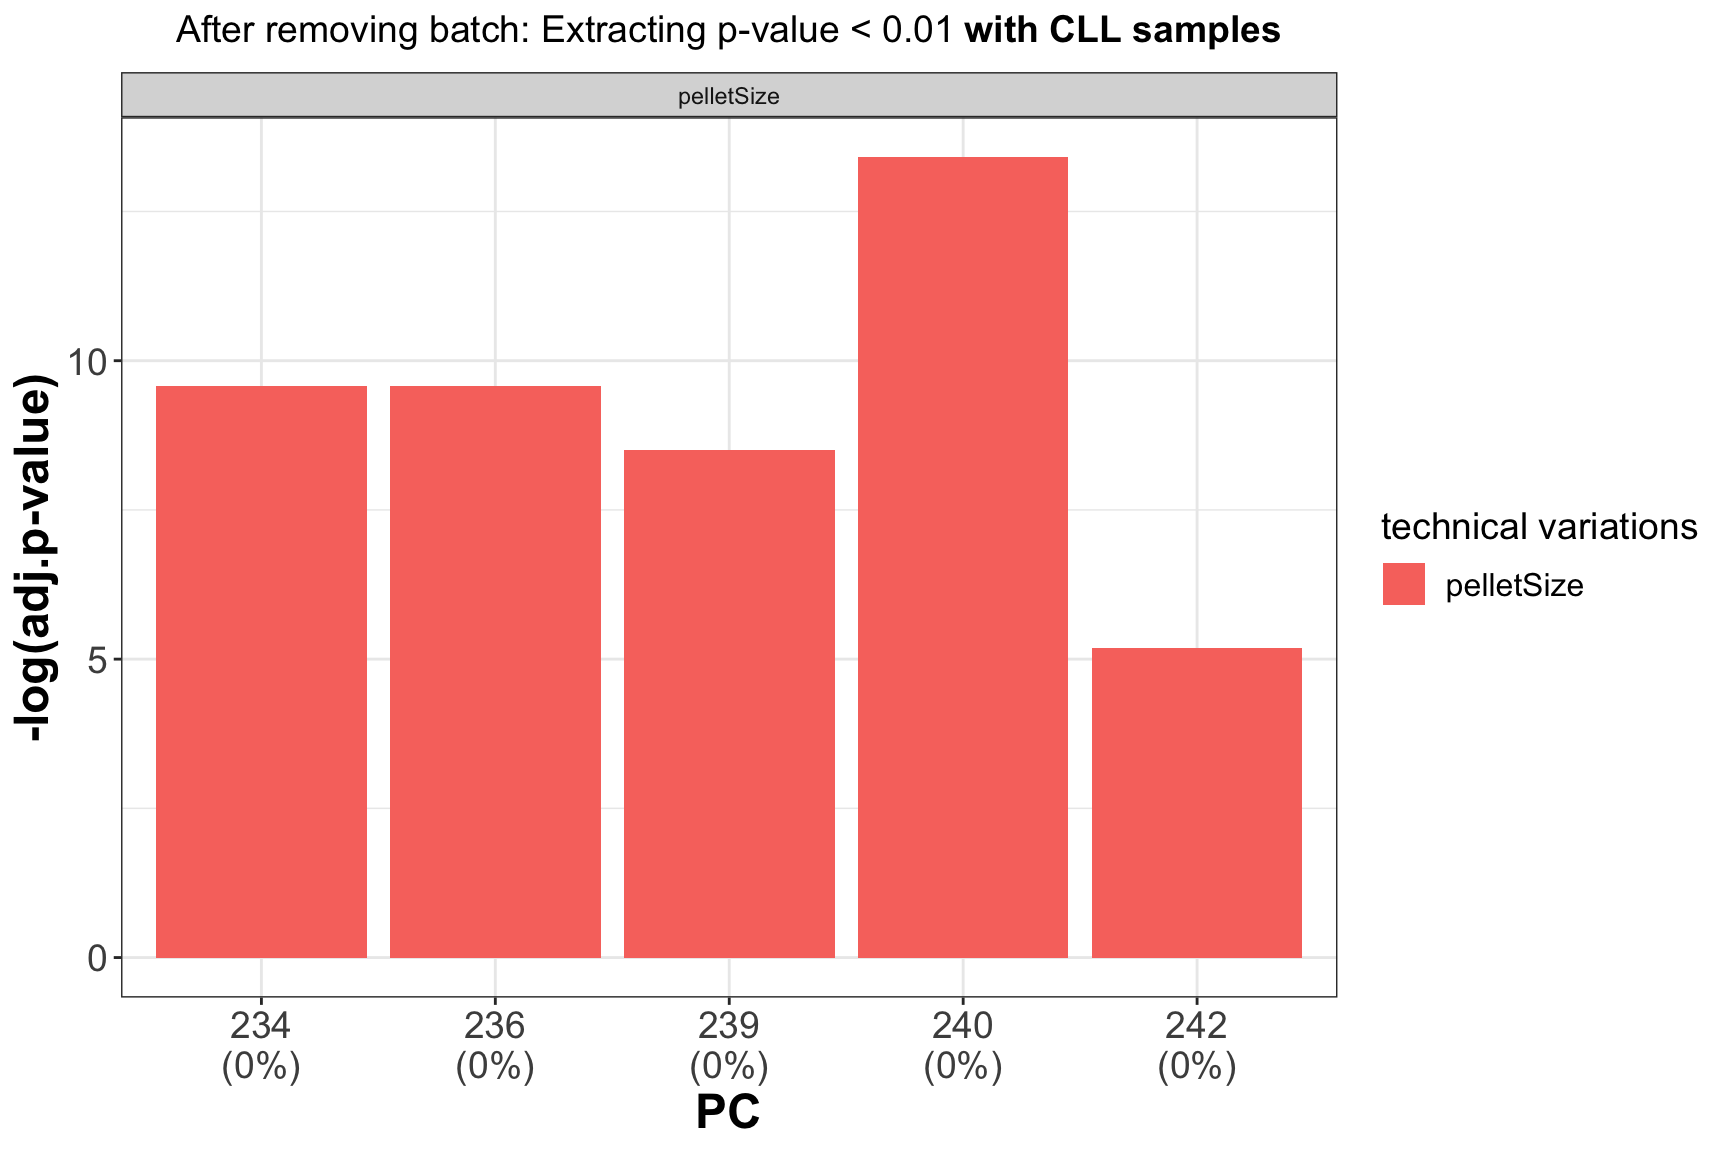 After removing batch: Extracting p-value < 0.01 with CLL samples
pelletSize
-log(adj.p-value)
10
5
0
234
(0%)
236
(0%)
239
(0%)
240
(0%)
242
(0%)
PC
technical variations
pelletSize